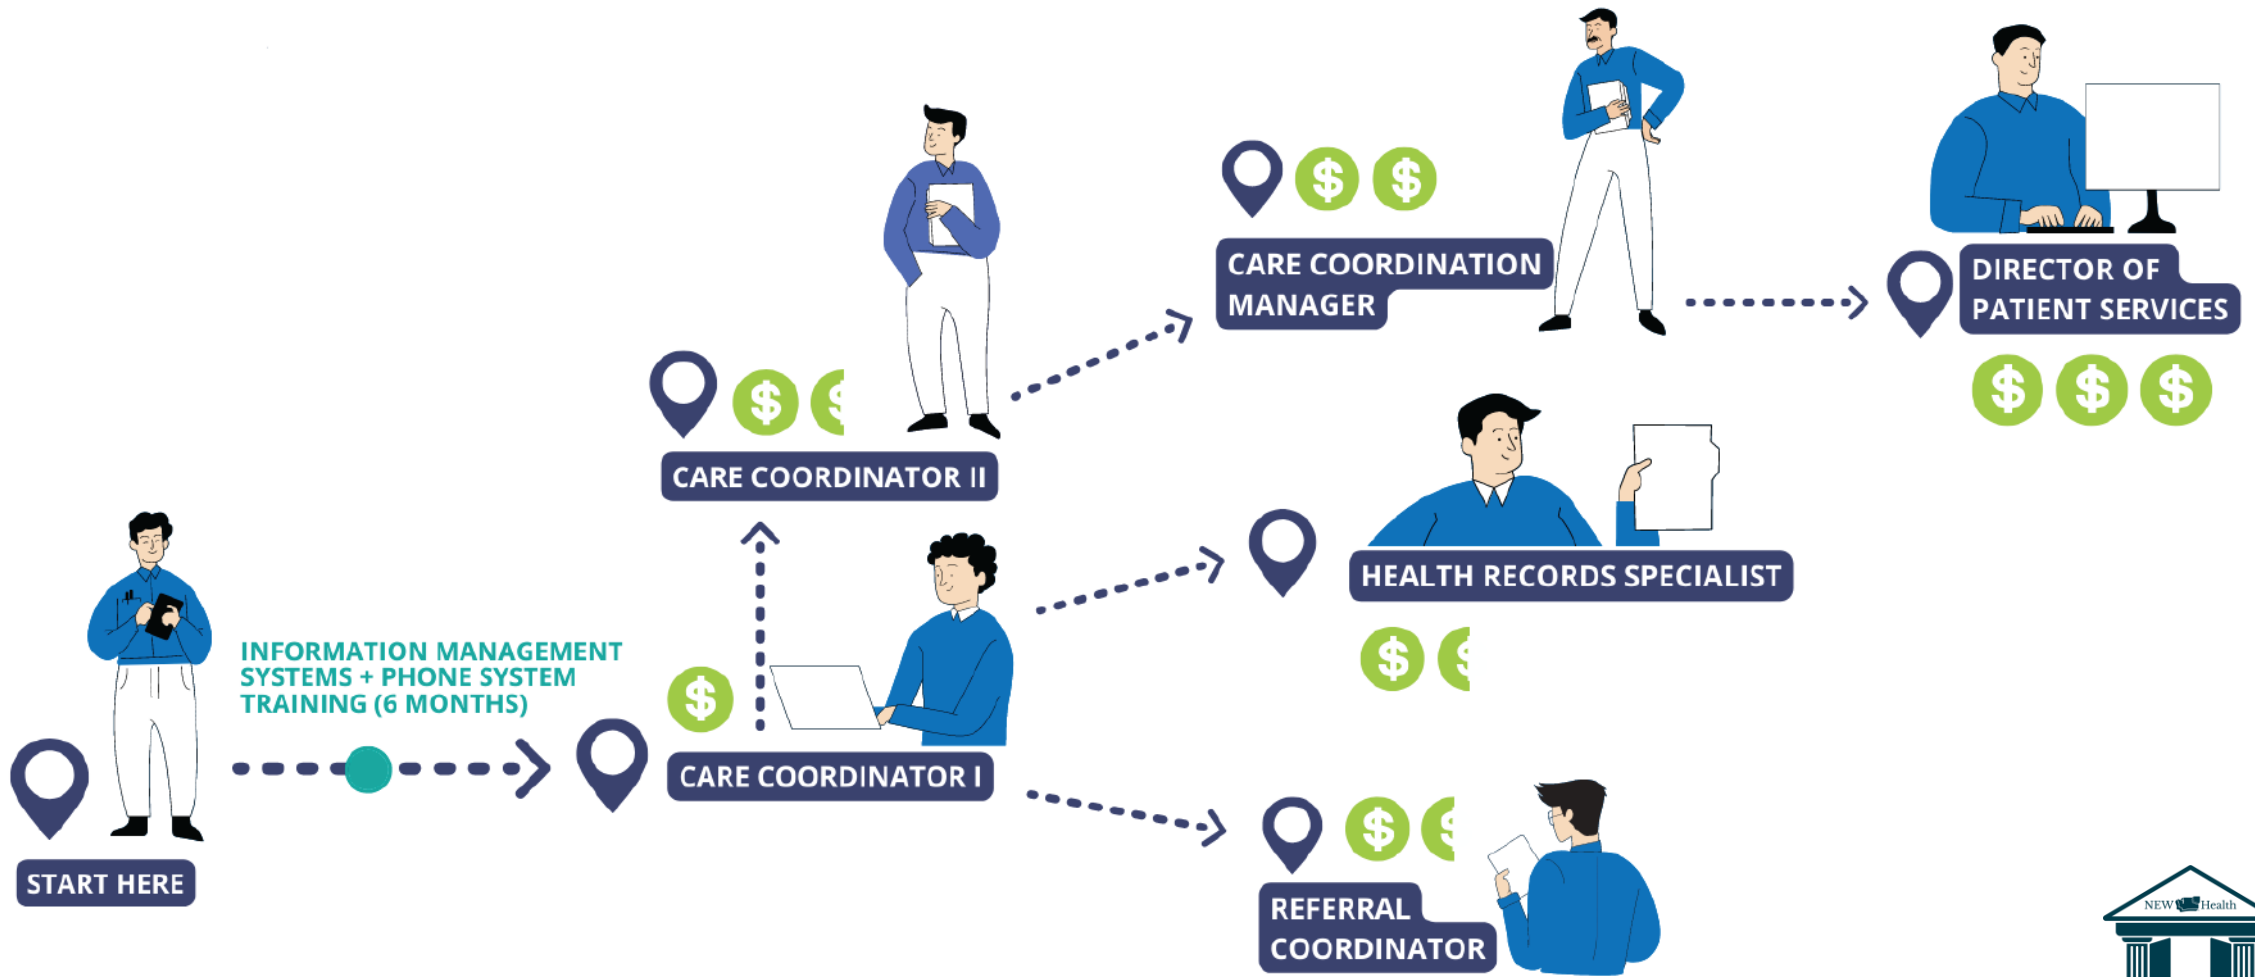 CARE COORDINATION
MANAGER
DIRECTOR OF
PATIENT SERVICES
CARE COORDINATOR II
HEALTH RECORDS SPECIALIST
INFORMATION MANAGEMENT
SYSTEMS + PHONE SYSTEM
TRAINING (6 MONTHS)
CARE COORDINATOR I
START HERE
REFERRAL
COORDINATOR
NEW Health
$ $
$ $ $
$ $
$
$ $
$ $